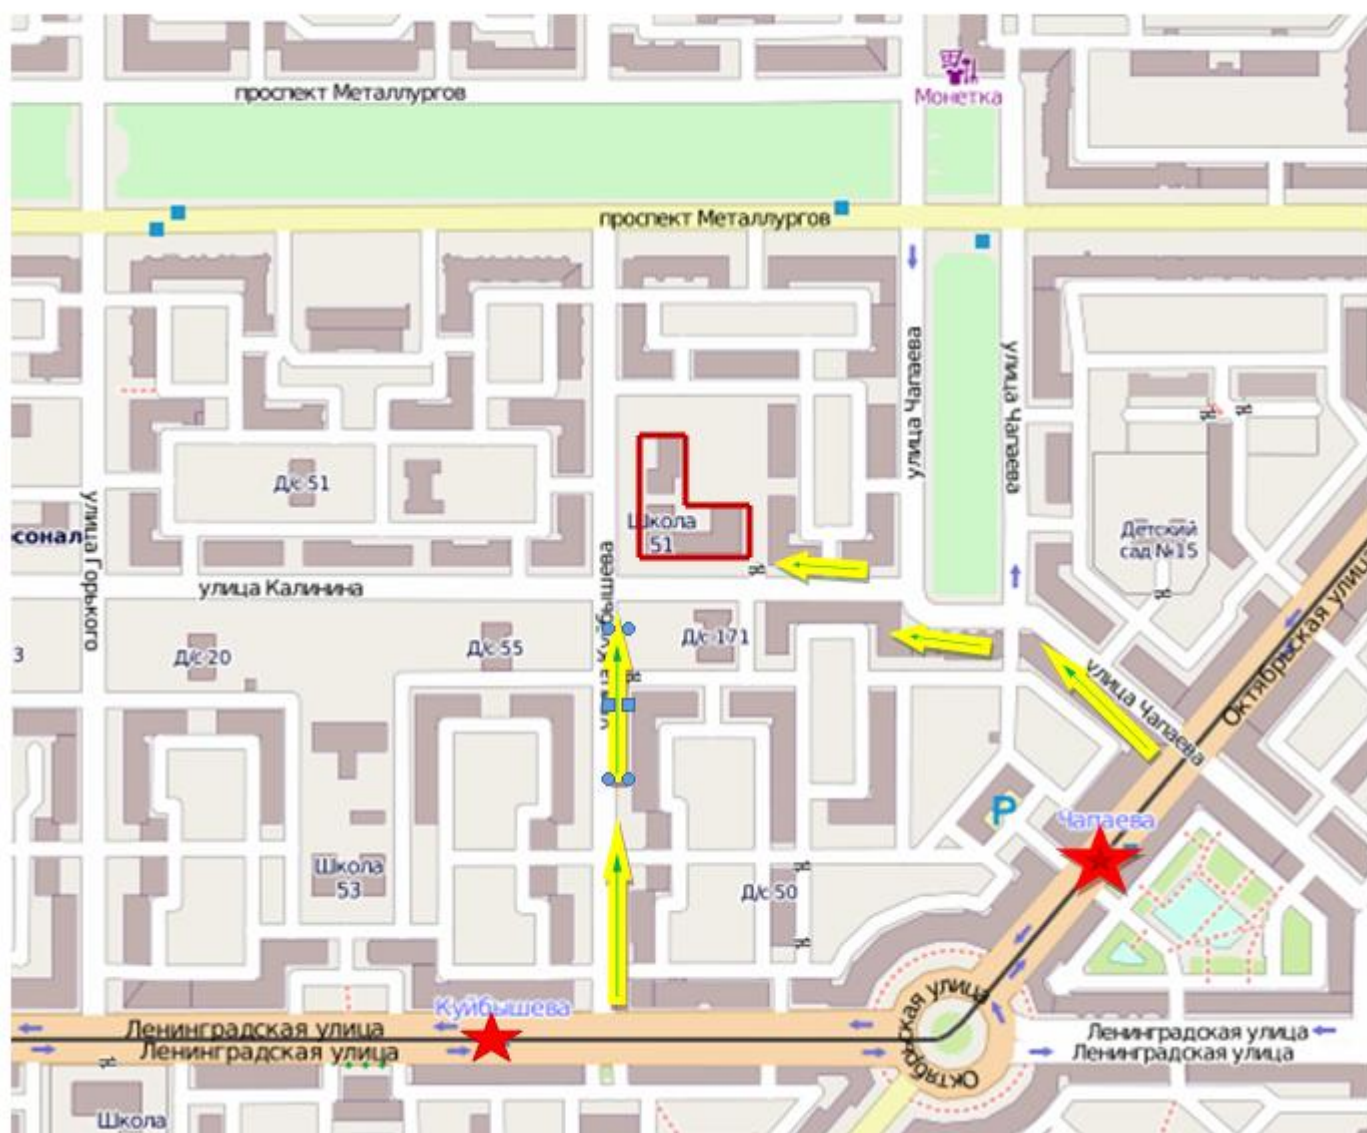 проспект Металлургов
Монетка
проспект Металлургов
улица Чапаева
улица Чапаева
Д/с 51
Школа
51
Детский
сад №15
сонал
улица Горького
улица Калинина
3
Д/с 20
Д/с 55
Д/с 171
улица Чапаева
Октябрьская улица
P
Чапаева
Школа
53
Д/с 50
Куйбышева
Ленинградская улица
Ленинградская улица
Октябрьская улица
Ленинградская улица
Ленинградская улица
Школа